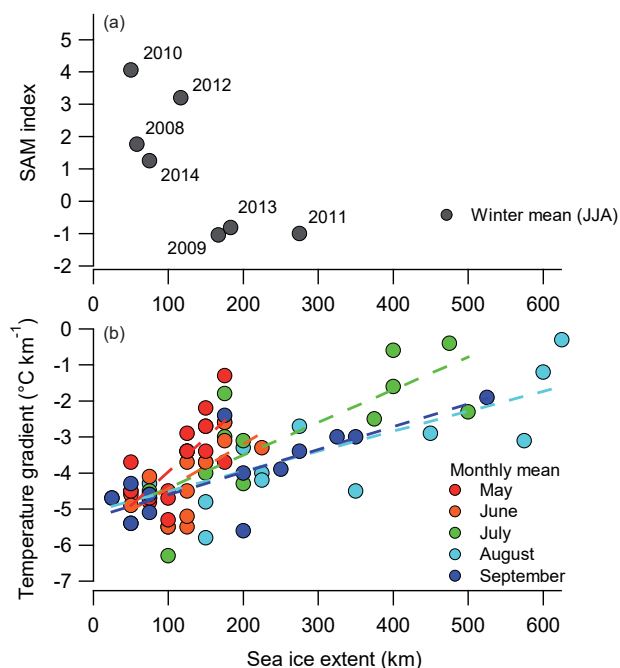 (a)
SAM index
5
4
3
2
1
0
-1
-2
2010
2012
2008
2014
2013
2011
2009
Winter mean (JJA)
0 100 200 300 400 500 600
(b)
Temperature gradient (°C km⁻¹)
0
-1
-2
-3
-4
-5
-6
-7
Monthly mean
May
June
July
August
September
0 100 200 300 400 500 600
Sea ice extent (km)